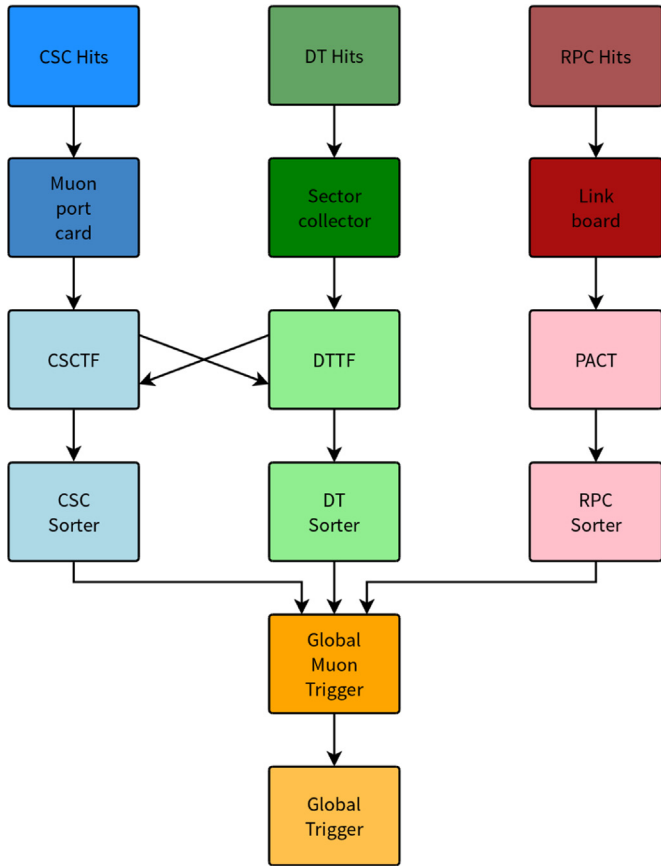 CSC Hits
DT Hits
RPC Hits
Muon
port
card
Sector
collector
Link
board
CSCTF
DTTF
PACT
CSC
Sorter
DT
Sorter
RPC
Sorter
Global
Muon
Trigger
Global
Trigger